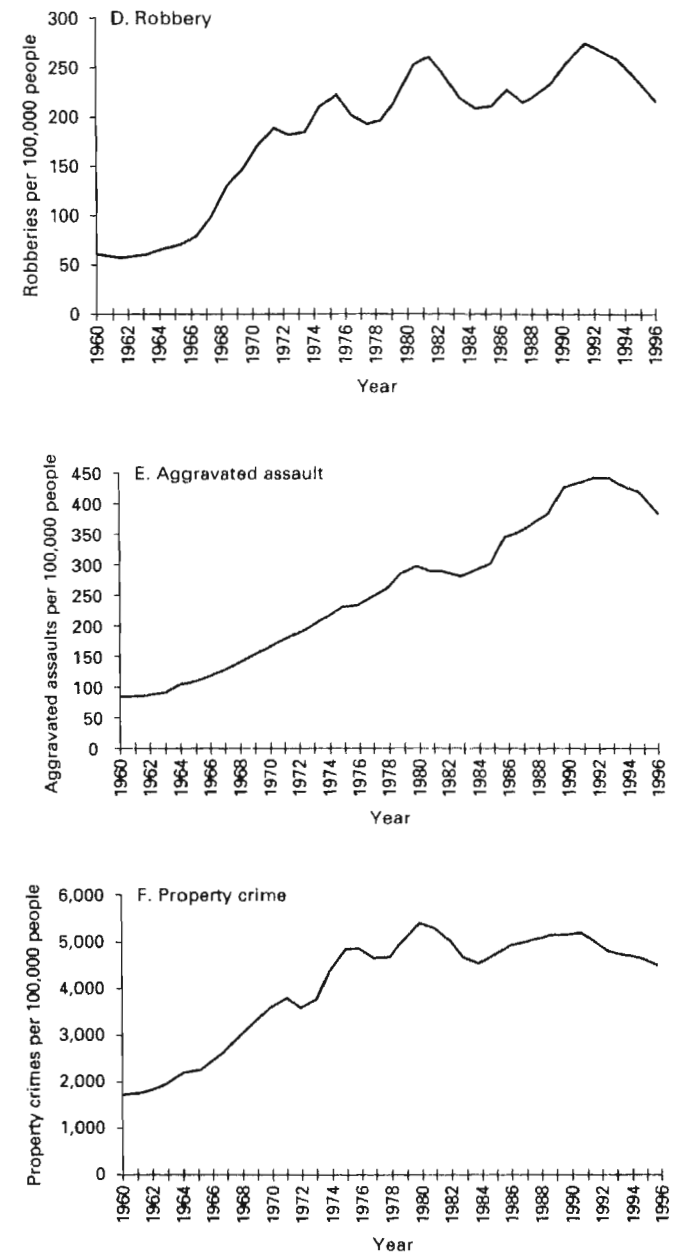 D. Robbery
Robberies per 100,000 people
300
250
200
150
100
50
0
1960 1962 1964 1966 1968 1970 1972 1974 1976 1978 1980 1982 1984 1986 1988 1990 1992 1994 1996
Year
E. Aggravated assault
Aggravated assaults per 100,000 people
450
400
350
300
250
200
150
100
50
0
1960 1962 1964 1966 1968 1970 1972 1974 1976 1978 1980 1982 1984 1986 1988 1990 1992 1994 1996
Year
F. Property crime
Property crimes per 100,000 people
6,000
5,000
4,000
3,000
2,000
1,000
0
1960 1962 1964 1966 1968 1970 1972 1974 1976 1978 1980 1982 1984 1986 1988 1990 1992 1994 1996
Year